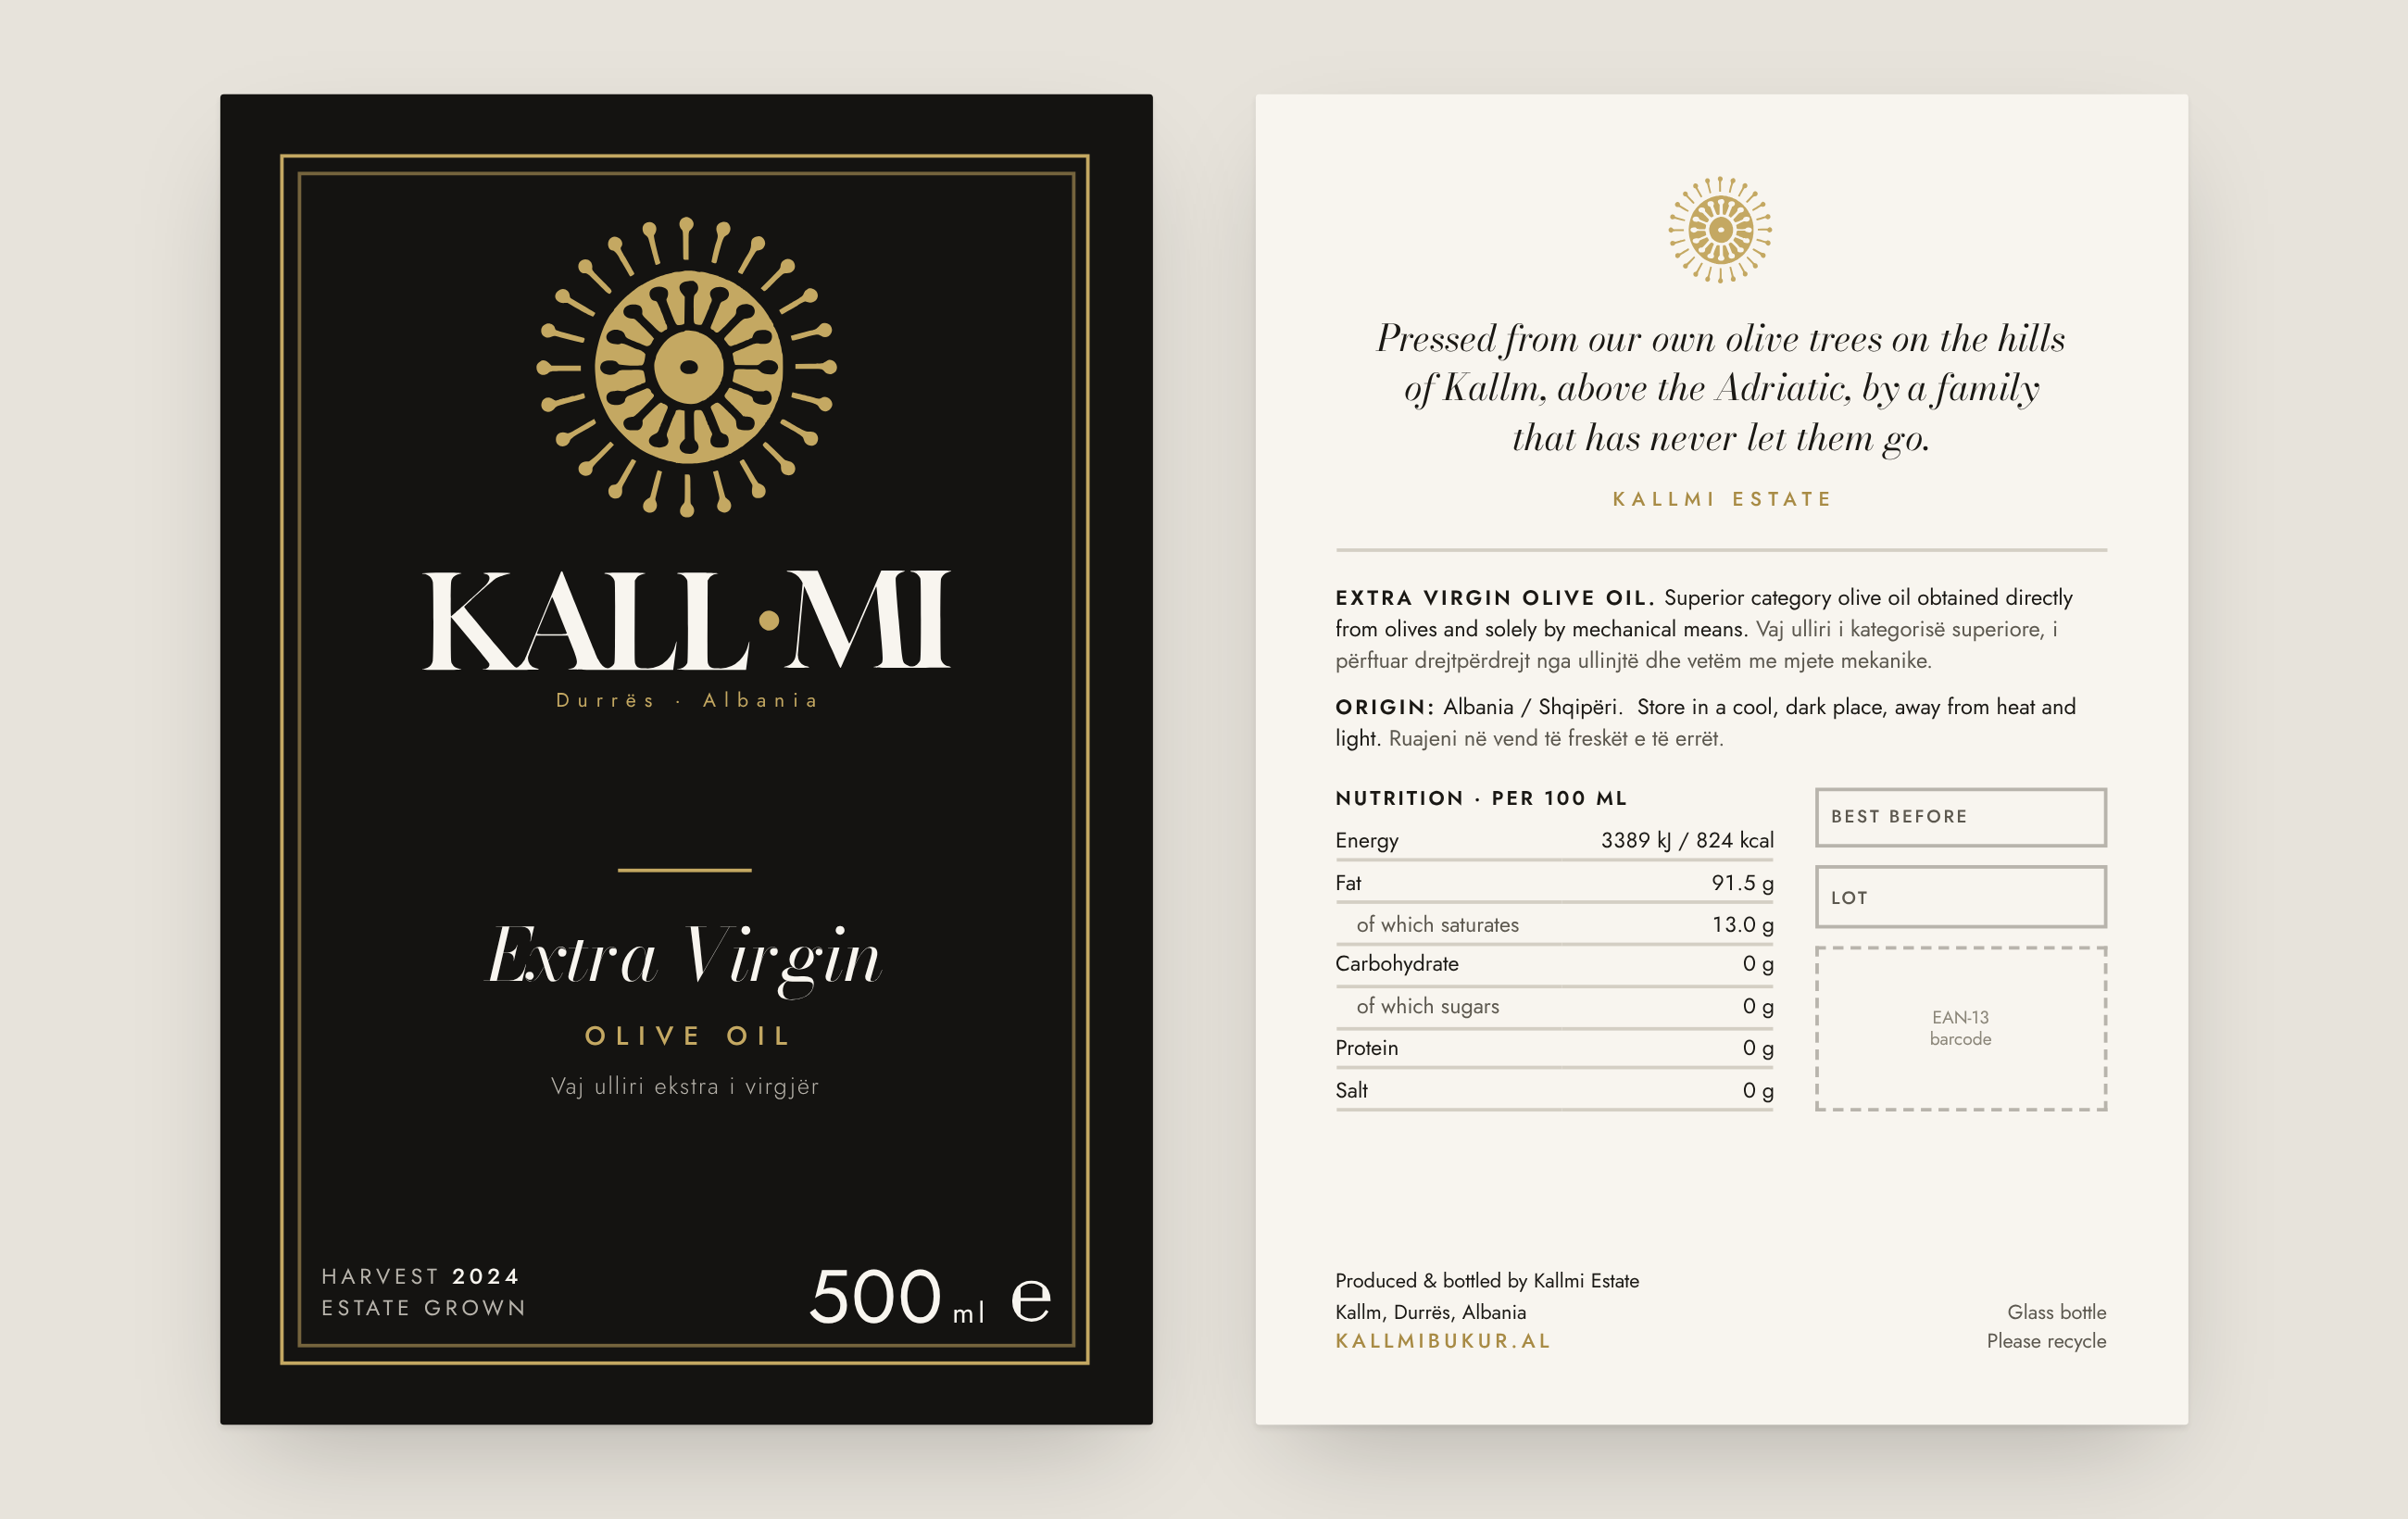 KALL·MI
Durrës · Albania
Extra Virgin
OLIVE OIL
Vaj ulliri ekstra i virgjër
HARVEST 2024
ESTATE GROWN
500 ml ℮
Pressed from our own olive trees on the hills
of Kallm, above the Adriatic, by a family
that has never let them go.
KALLMI ESTATE
EXTRA VIRGIN OLIVE OIL. Superior category olive oil obtained directly
from olives and solely by mechanical means. Vaj ulliri i kategorisë superiore, i
përftuar drejtpërdrejt nga ullinjtë dhe vetëm me mjete mekanike.
ORIGIN: Albania / Shqipëri. Store in a cool, dark place, away from heat and
light. Ruajeni në vend të freskët e të errët.
NUTRITION · PER 100 ML
Energy 3389 kJ / 824 kcal
Fat 91.5 g
of which saturates 13.0 g
Carbohydrate 0 g
of which sugars 0 g
Protein 0 g
Salt 0 g
BEST BEFORE
LOT
EAN-13
barcode
Produced & bottled by Kallmi Estate
Kallm, Durrës, Albania
KALLMIBUKUR.AL
Glass bottle
Please recycle